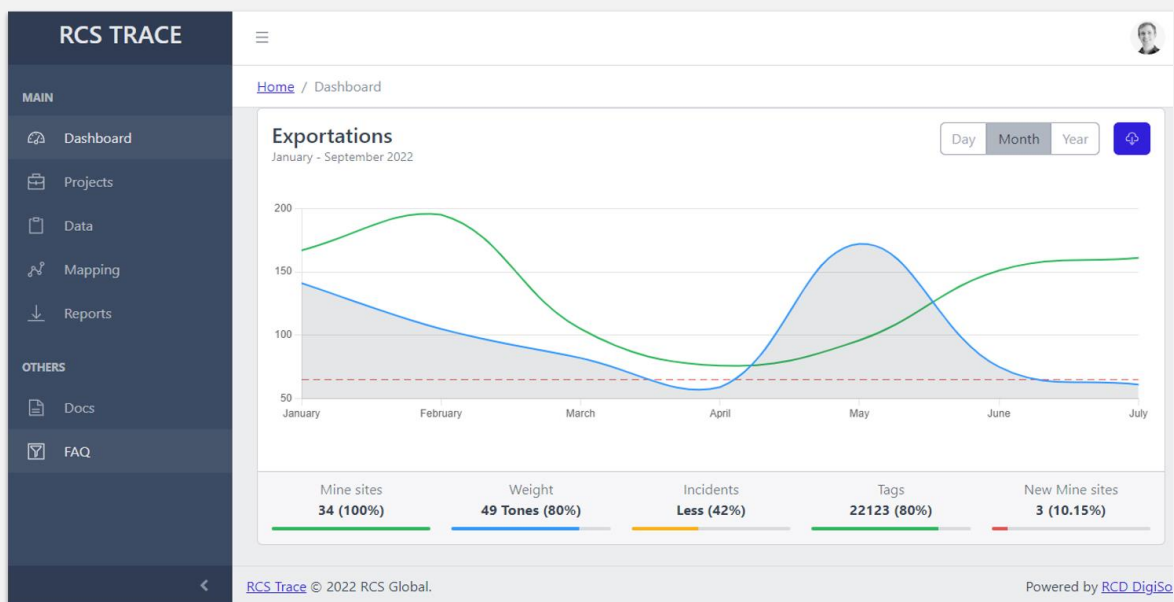 RCS TRACE
MAIN
Dashboard
Projects
Data
Mapping
Reports
OTHERS
Docs
FAQ
Home / Dashboard
Exportations
January - September 2022
Day Month Year
200
150
100
50
January February March April May June July
Mine sites
34 (100%)
Weight
49 Tones (80%)
Incidents
Less (42%)
Tags
22123 (80%)
New Mine sites
3 (10.15%)
RCS Trace © 2022 RCS Global.
Powered by RCD DigiSo